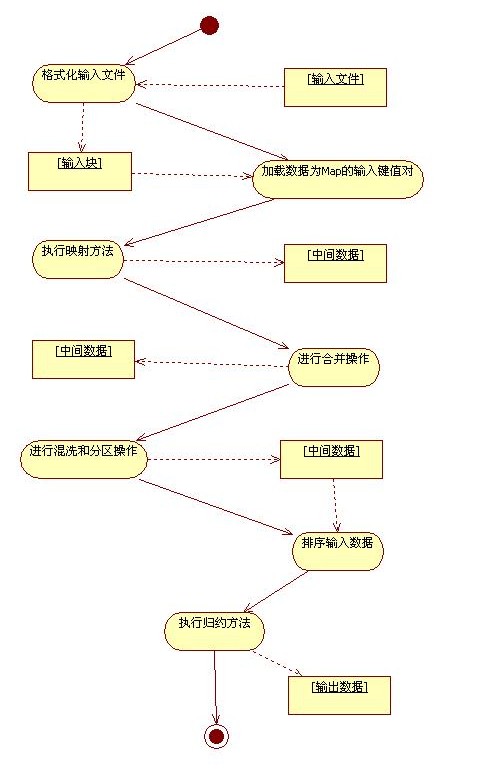 格式化输入文件
[输入文件]
[输入块]
加载数据为Map的输入键值对
执行映射方法
[中间数据]
[中间数据]
进行合并操作
进行混洗和分区操作
[中间数据]
排序输入数据
执行归约方法
[输出数据]